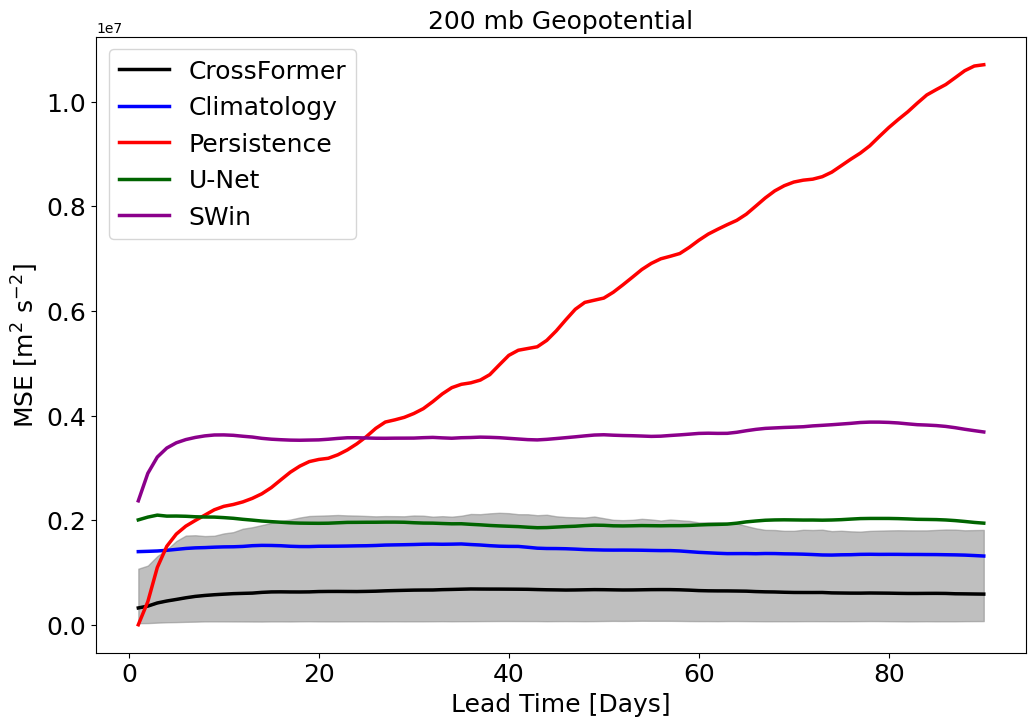 200 mb Geopotential
1e7
CrossFormer
Climatology
Persistence
U-Net
SWin
1.0
0.8
0.6
0.4
0.2
0.0
MSE [m² s⁻²]
0 20 40 60 80
Lead Time [Days]